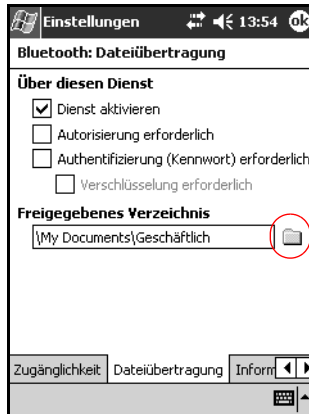 Einstellungen 13:54 ok
Bluetooth: Dateiübertragung
Über diesen Dienst
Dienst aktivieren
Autorisierung erforderlich
Authentifizierung (Kennwort) erforderlich
Verschlüsselung erforderlich
Freigegebenes Verzeichnis
\My Documents\Geschäftlich
Zugänglichkeit Dateiübertragung Inform